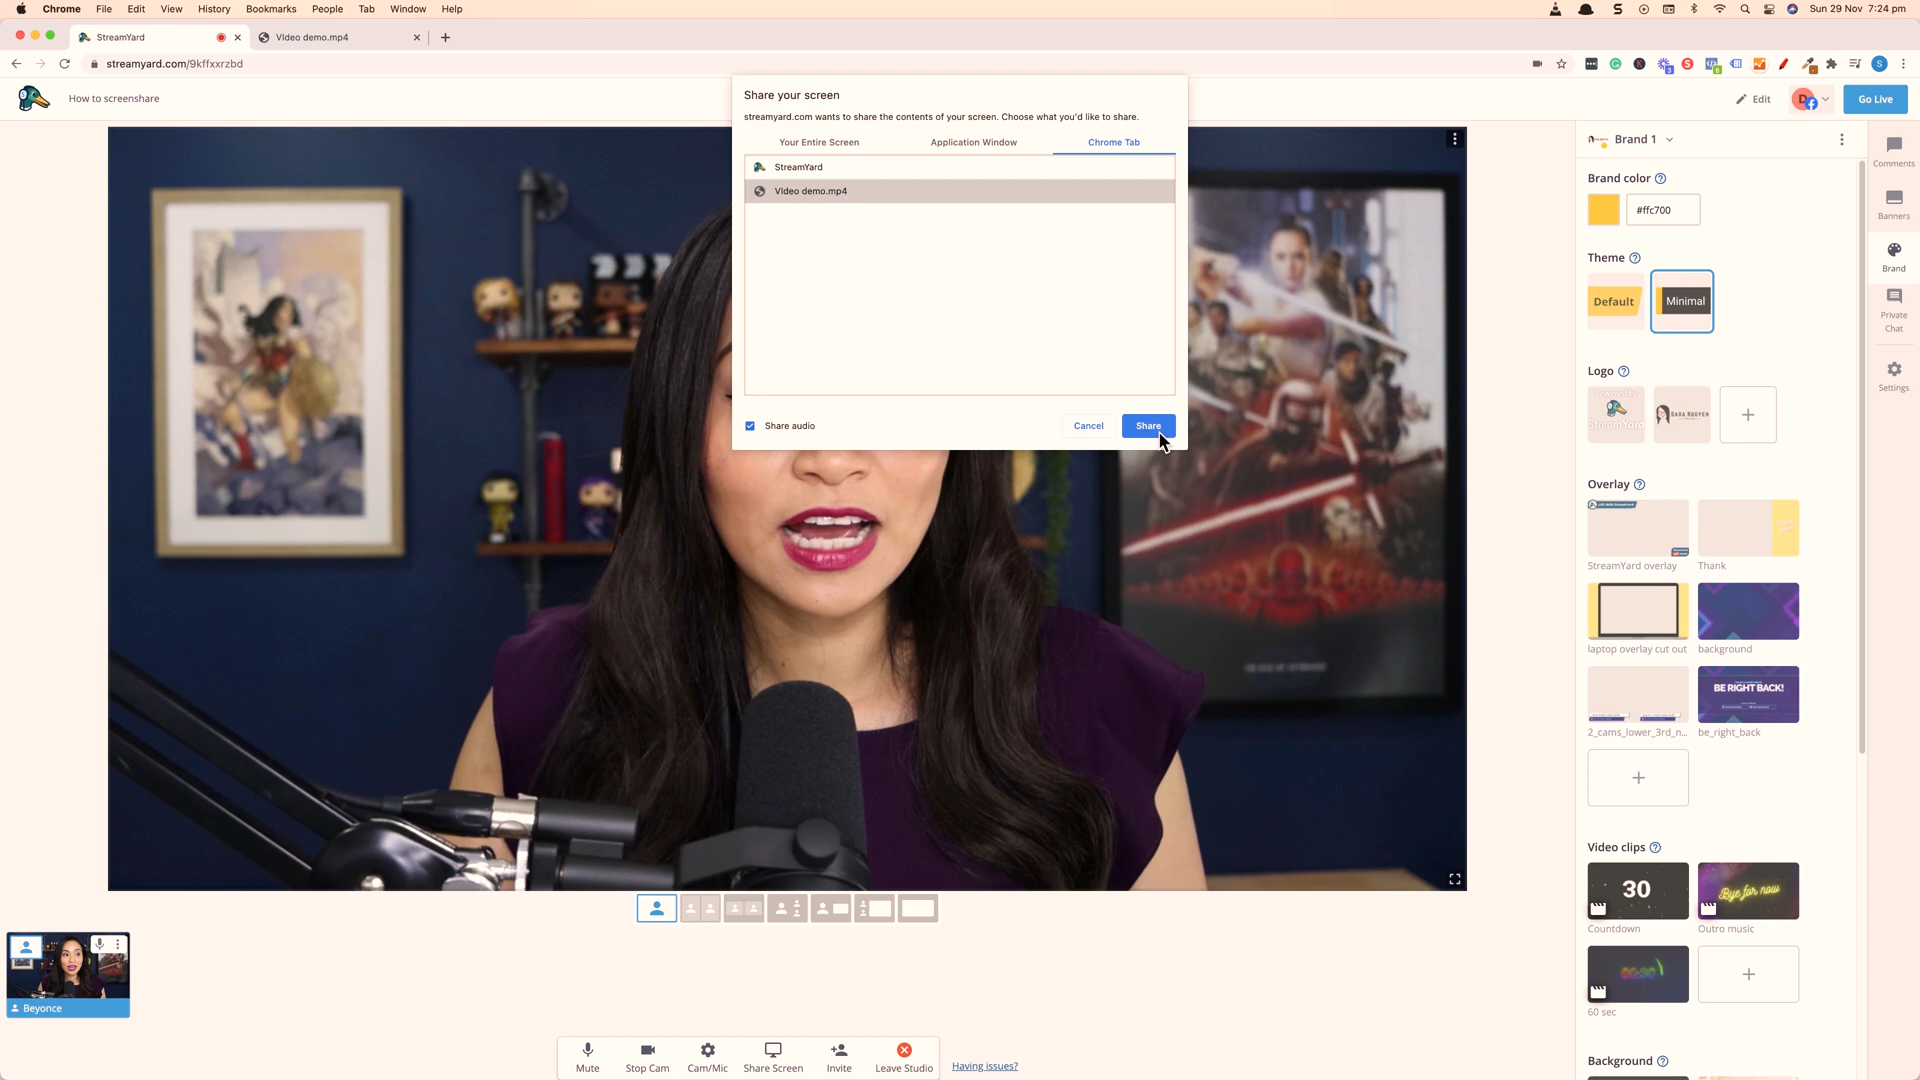 Chrome File Edit View History Bookmarks People Tab Window Help Sun 29 Nov 7:24 pm
StreamYard VIdeo demo.mp4
streamyard.com/9kffxxrzbd
How to screenshare Edit Go Live
Share your screen
streamyard.com wants to share the contents of your screen. Choose what you'd like to share.
Your Entire Screen Application Window Chrome Tab
StreamYard
VIdeo demo.mp4
Share audio Cancel Share
Brand 1
Brand color
#ffc700
Theme
Default Minimal
Logo
StreamYard SARA NGUYEN
Overlay
StreamYard overlay Thank
laptop overlay cut out background
BE RIGHT BACK!
2_cams_lower_3rd_n... be_right_back
Video clips
30 Bye for now
Countdown Outro music
60 sec
Background
Comments
Banners
Brand
Private
Chat
Settings
Beyonce
Mute Stop Cam Cam/Mic Share Screen Invite Leave Studio Having issues?